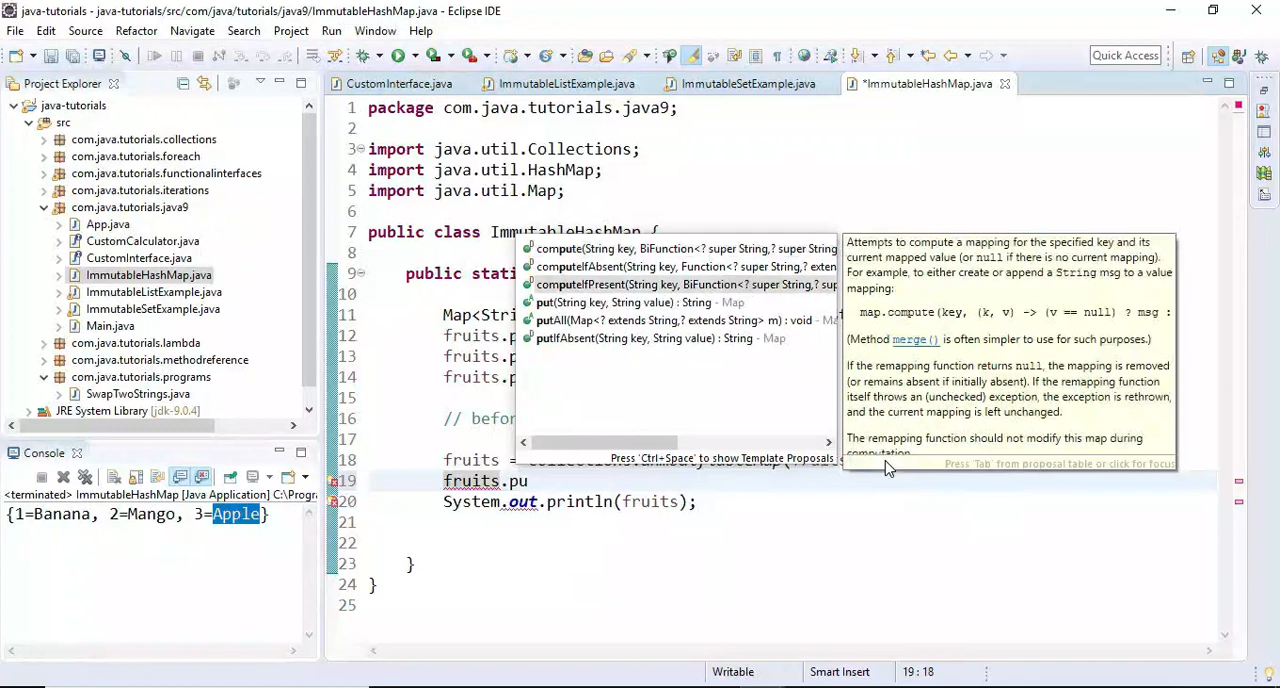 java-tutorials - java-tutorials/src/com/java/tutorials/java9/ImmutableHashMap.java - Eclipse IDE
File Edit Source Refactor Navigate Search Project Run Window Help
Quick Access
Project Explorer
java-tutorials
src
com.java.tutorials.collections
com.java.tutorials.foreach
com.java.tutorials.functionalinterfaces
com.java.tutorials.iterations
com.java.tutorials.java9
App.java
CustomCalculator.java
CustomInterface.java
ImmutableHashMap.java
ImmutableListExample.java
ImmutableSetExample.java
Main.java
com.java.tutorials.lambda
com.java.tutorials.methodreference
com.java.tutorials.programs
SwapTwoStrings.java
JRE System Library [jdk-9.0.4]
CustomInterface.java ImmutableListExample.java ImmutableSetExample.java *ImmutableHashMap.java
1 package com.java.tutorials.java9;
2
3 import java.util.Collections;
4 import java.util.HashMap;
5 import java.util.Map;
6
7 public class ImmutableHashMap {
8
9 public stati
10
11 Map<Stri
12 fruits.p
13 fruits.p
14 fruits.p
15
16 // befor
17
18 fruits =
19 fruits.pu
20 System.out.println(fruits);
21
22
23 }
24 }
25
compute(String key, BiFunction<? super String,? super String
computeIfAbsent(String key, Function<? super String,? exten
computeIfPresent(String key, BiFunction<? super String,? sup
put(String key, String value) : String - Map
putAll(Map<? extends String,? extends String> m) : void - Ma
putIfAbsent(String key, String value) : String - Map
Press 'Ctrl+Space' to show Template Proposals
Attempts to compute a mapping for the specified key and its
current mapped value (or null if there is no current mapping).
For example, to either create or append a String msg to a value
mapping:
map.compute(key, (k, v) -> (v == null) ? msg :
(Method merge() is often simpler to use for such purposes.)
If the remapping function returns null, the mapping is removed
(or remains absent if initially absent). If the remapping function
itself throws an (unchecked) exception, the exception is rethrown,
and the current mapping is left unchanged.
The remapping function should not modify this map during
computation.
Press 'Tab' from proposal table or click for focus
Console
<terminated> ImmutableHashMap [Java Application] C:\Progra
{1=Banana, 2=Mango, 3=Apple}
Writable Smart Insert 19 : 18